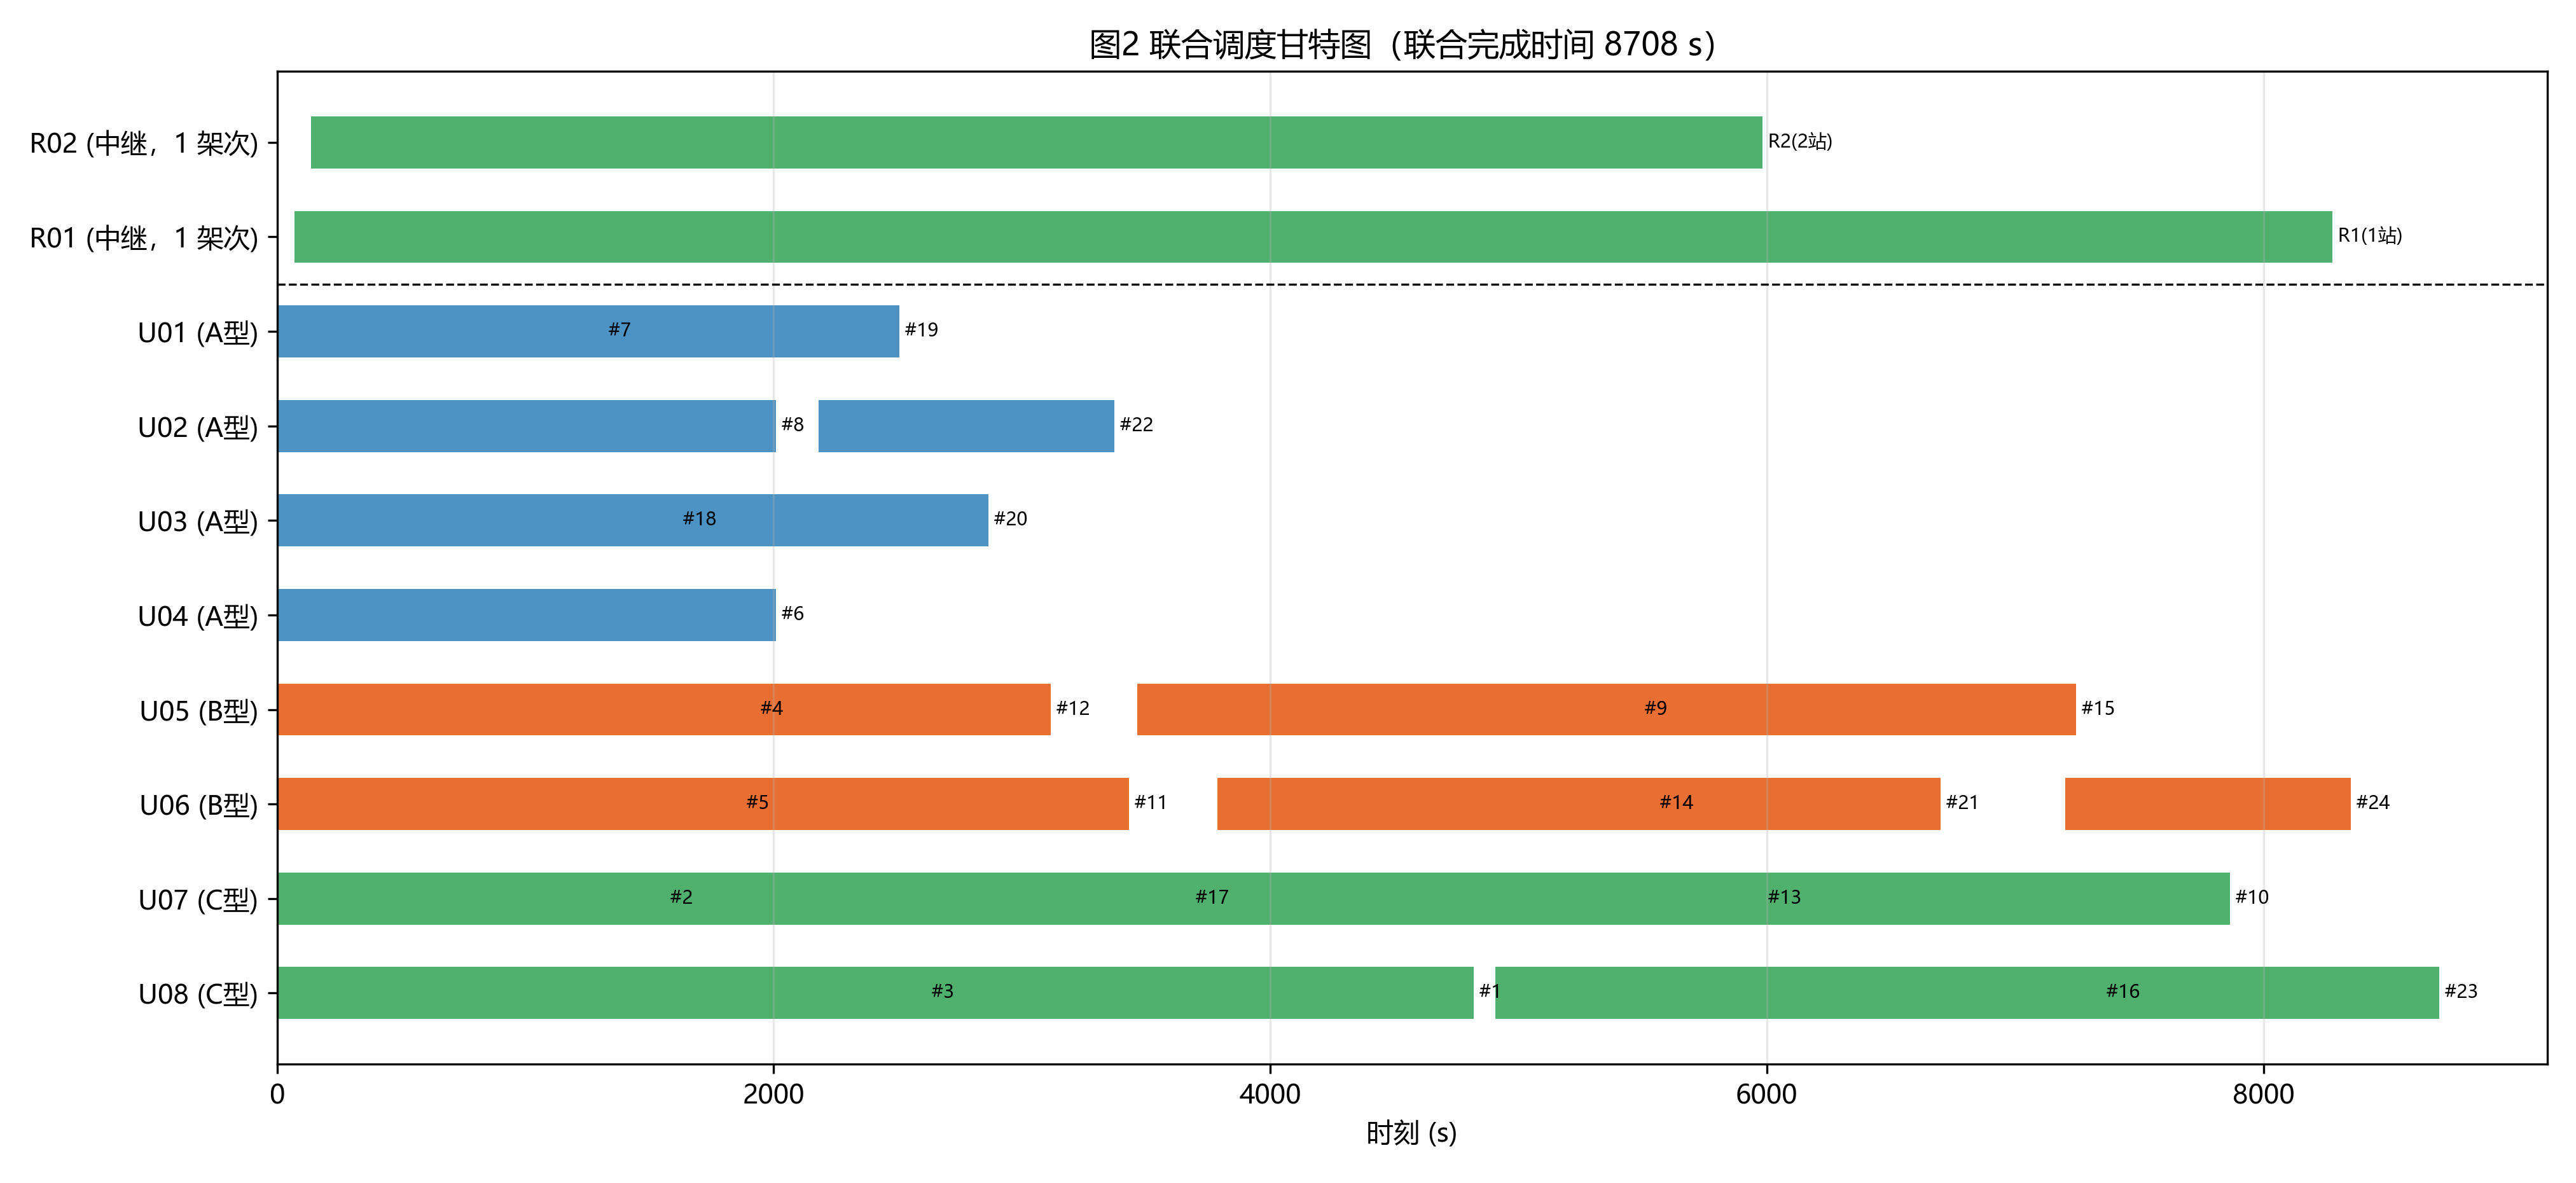 图2 联合调度甘特图（联合完成时间 8708 s）
R02 (中继，1 架次)
R2(2站)
R01 (中继，1 架次)
R1(1站)
U01 (A型)
#7
#19
U02 (A型)
#8
#22
U03 (A型)
#18
#20
U04 (A型)
#6
U05 (B型)
#4
#12
#9
#15
U06 (B型)
#5
#11
#14
#21
#24
U07 (C型)
#2
#17
#13
#10
U08 (C型)
#3
#1
#16
#23
0
2000
4000
6000
8000
时刻 (s)